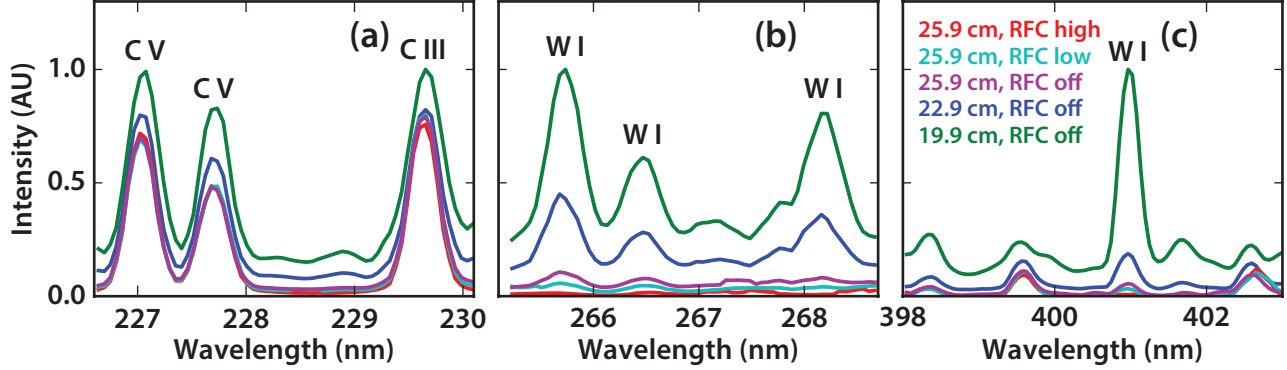 (a)
C V
C V
C III
1.0
0.5
0.0
Intensity (AU)
227
228
229
230
Wavelength (nm)
(b)
W I
W I
W I
266
267
268
Wavelength (nm)
(c)
25.9 cm, RFC high
25.9 cm, RFC low
25.9 cm, RFC off
22.9 cm, RFC off
19.9 cm, RFC off
W I
398
400
402
Wavelength (nm)